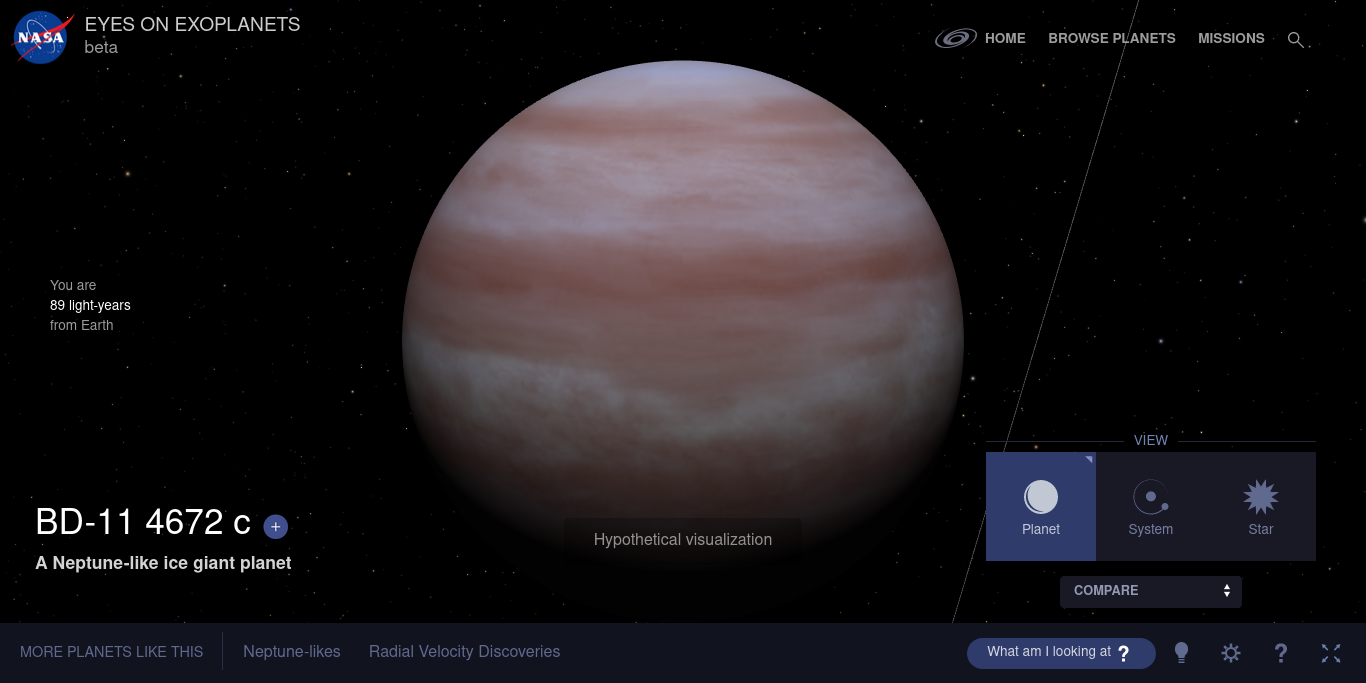 NASA
EYES ON EXOPLANETS
beta
HOME
BROWSE PLANETS
MISSIONS
You are
89 light-years
from Earth
VIEW
Planet
System
Star
BD-11 4672 c +
A Neptune-like ice giant planet
Hypothetical visualization
COMPARE
MORE PLANETS LIKE THIS
Neptune-likes
Radial Velocity Discoveries
What am I looking at ?
?